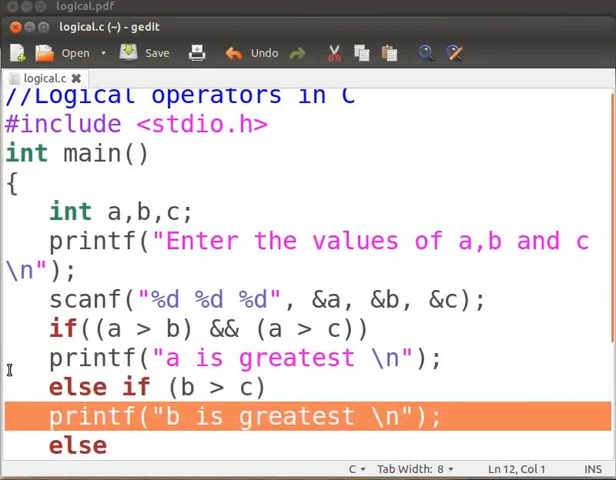 logical.pdf
logical.c (~) - gedit
Open Save Undo
logical.c
//Logical operators in C
#include <stdio.h>
int main()
{
int a,b,c;
printf("Enter the values of a,b and c
\n");
scanf("%d %d %d", &a, &b, &c);
if((a > b) && (a > c))
printf("a is greatest \n");
else if (b > c)
printf("b is greatest \n");
else
C Tab Width: 8 Ln 12, Col 1 INS